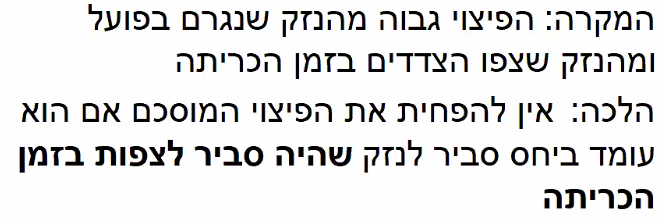 המקרה: הפיצוי גבוה מהנזק שנגרם בפועל
ומהנזק שצפו הצדדים בזמן הכריתה
הלכה: אין להפחית את הפיצוי המוסכם אם הוא
עומד ביחס סביר לנזק שהיה סביר לצפות בזמן
הכריתה